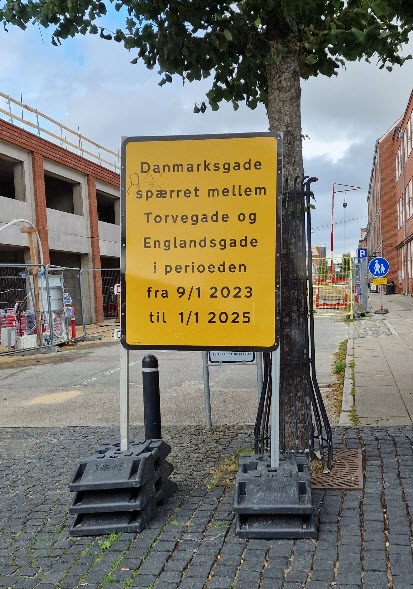 Danmarksgade
spærret mellem
Torvegade og
Englandsgade
i perioeden
fra 9/1 2023
til 1/1 2025
P